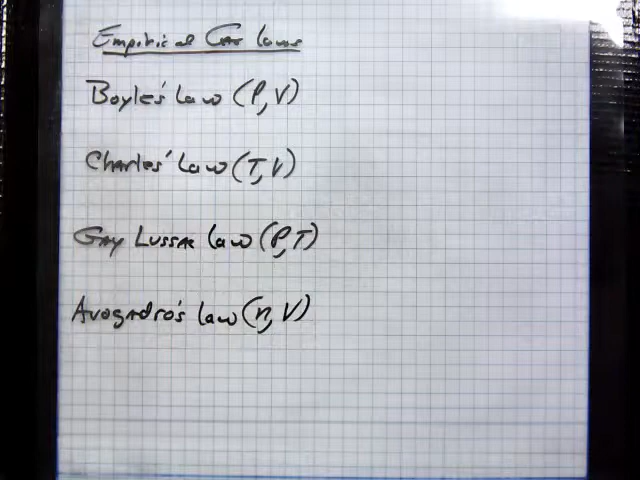 Empirical Gas laws
Boyle's Law (P, V)
Charles' Law (T, V)
Gay Lussac law (P, T)
Avogadro's law (n, V)